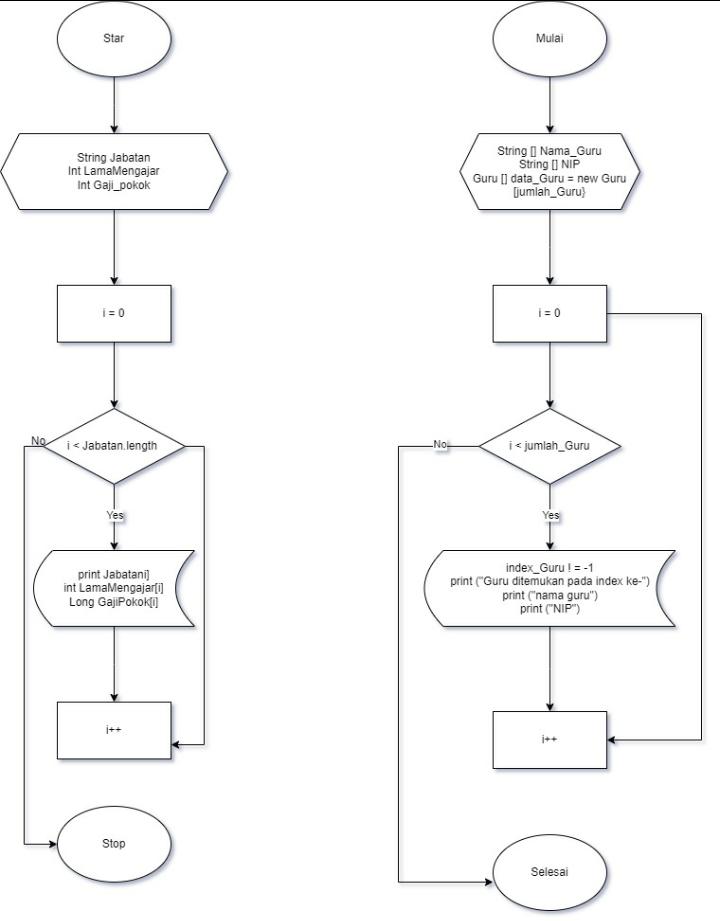 Star
String Jabatan
Int LamaMengajar
Int Gaji_pokok
i = 0
i < Jabatan.length
No
Yes
print Jabatani]
int LamaMengajar[i]
Long GajiPokok[i]
i++
Stop
Mulai
String [] Nama_Guru
String [] NIP
Guru [] data_Guru = new Guru
[jumlah_Guru}
i = 0
i < jumlah_Guru
No
Yes
index_Guru ! = -1
print ("Guru ditemukan pada index ke-")
print ("nama guru")
print ("NIP")
i++
Selesai